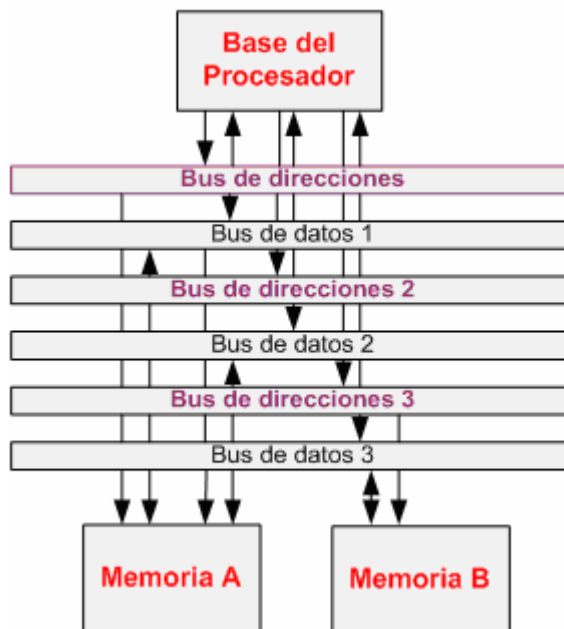 Base del
Procesador
Bus de direcciones
Bus de datos 1
Bus de direcciones 2
Bus de datos 2
Bus de direcciones 3
Bus de datos 3
Memoria A
Memoria B